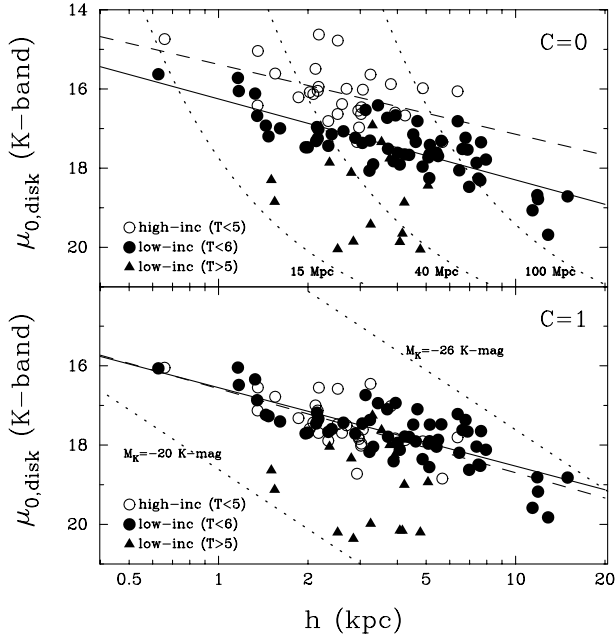 14
16
18
20
μ0,disk (K-band)
C=0
high-inc (T<5)
low-inc (T<6)
low-inc (T>5)
15 Mpc
40 Mpc
100 Mpc
16
18
20
μ0,disk (K-band)
C=1
MK=-26 K-mag
MK=-20 K-mag
high-inc (T<5)
low-inc (T<6)
low-inc (T>5)
0.5
1
2
5
10
20
h (kpc)